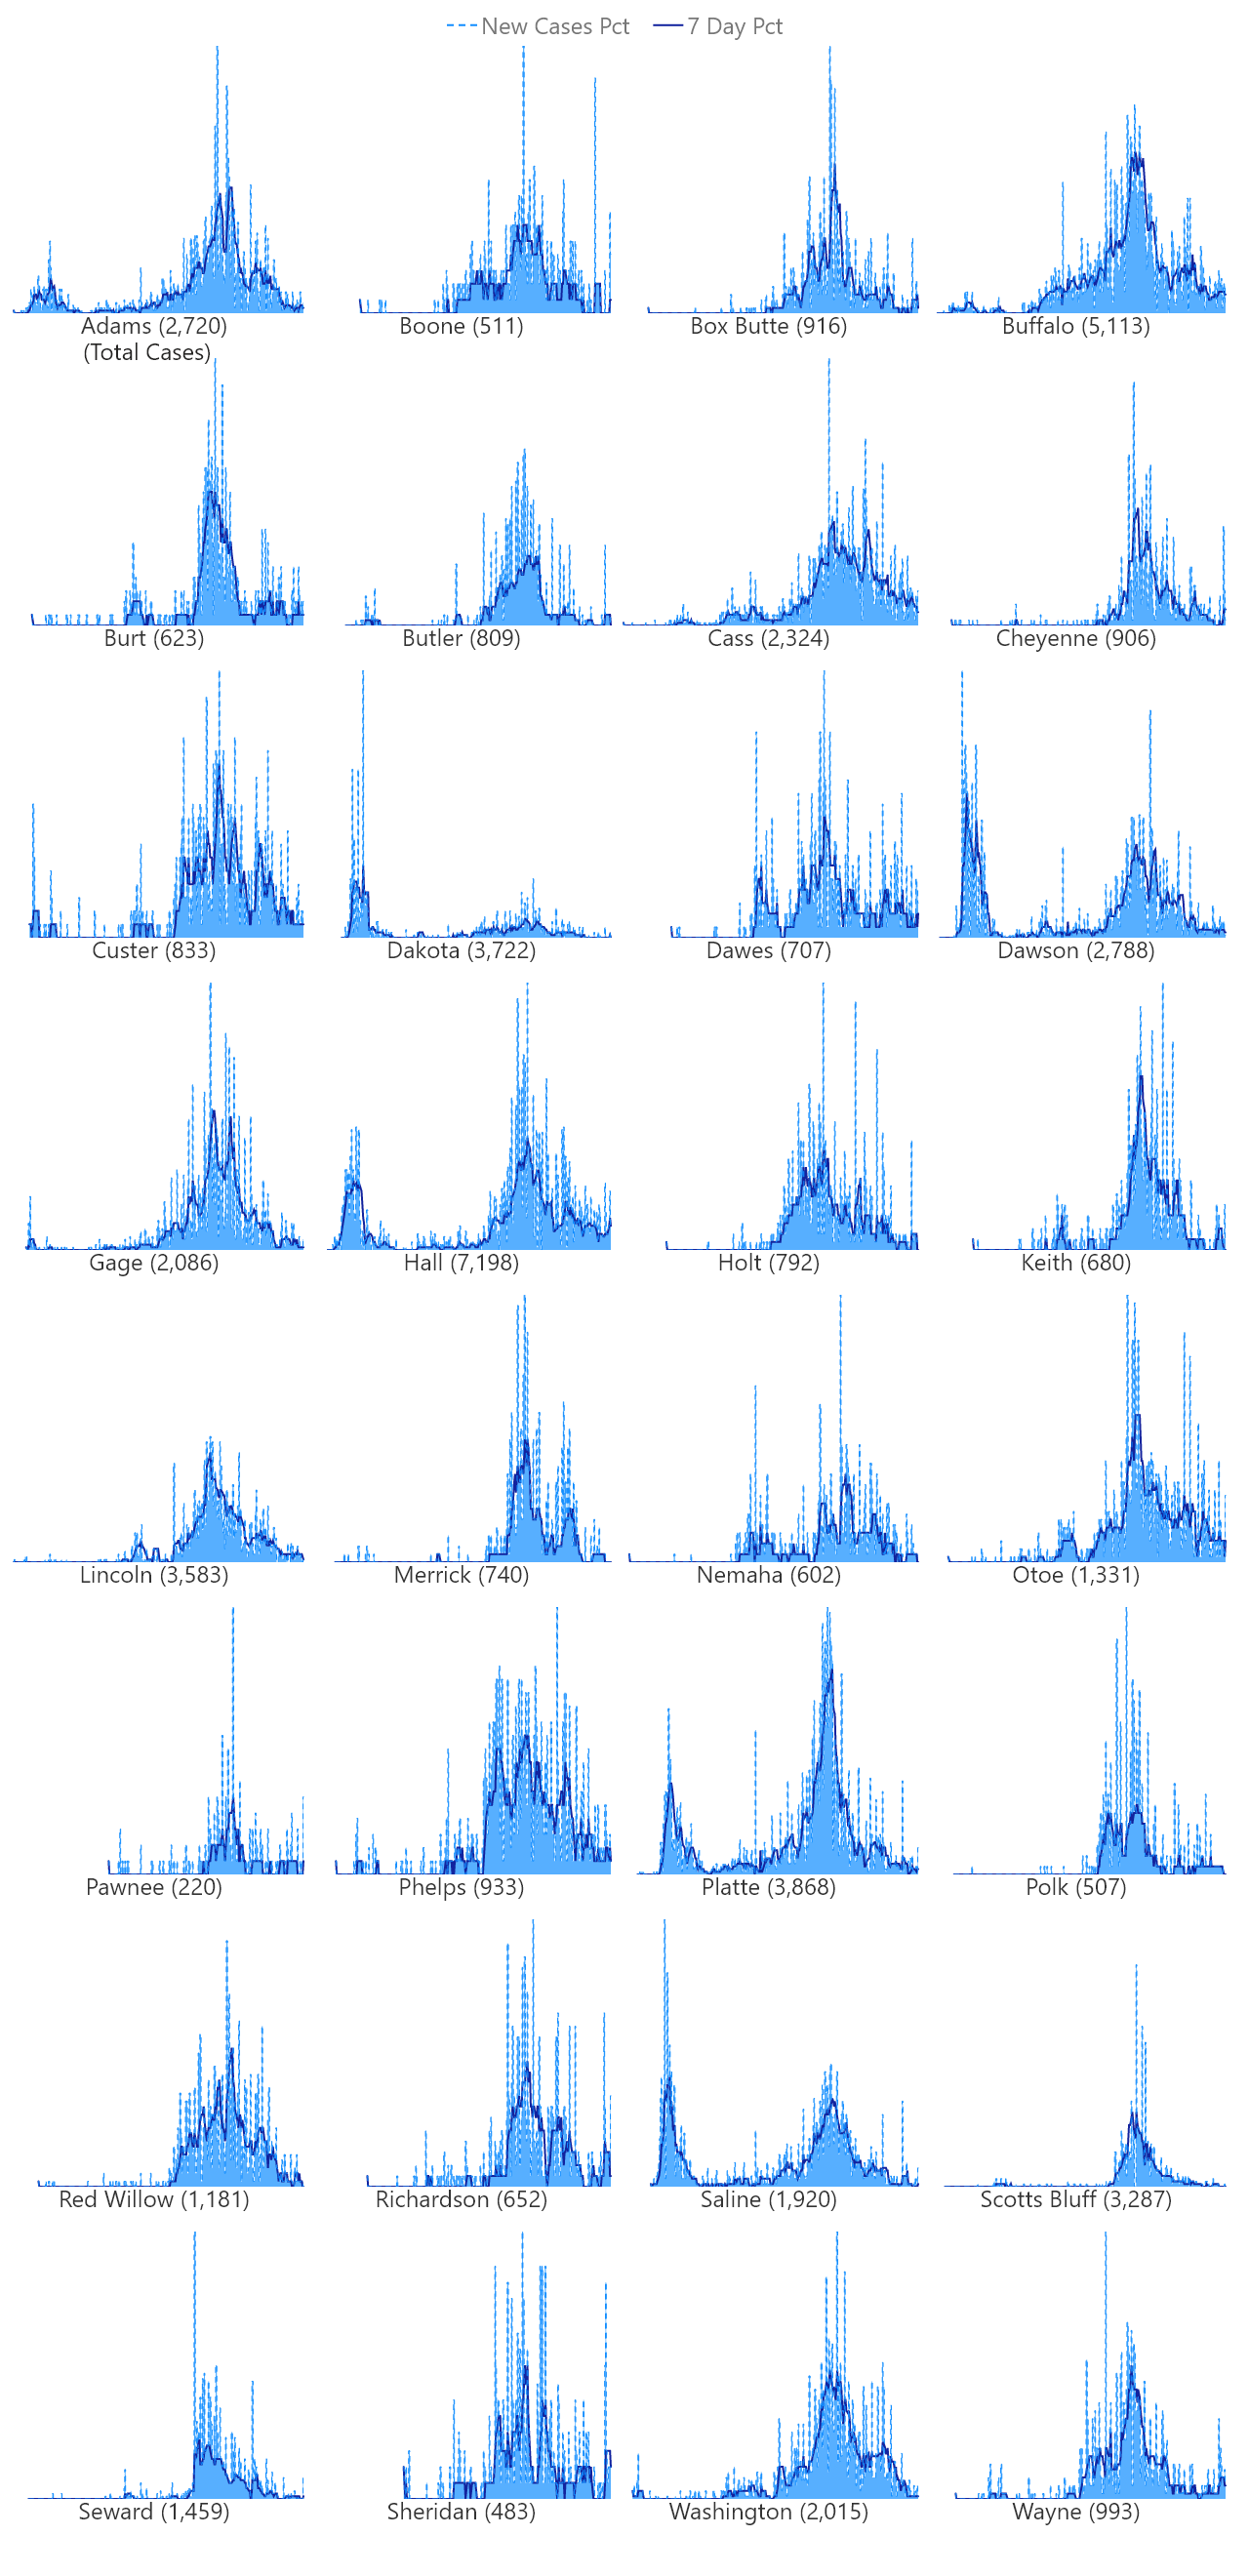 New Cases Pct 7 Day Pct
Adams (2,720) Boone (511) Box Butte (916) Buffalo (5,113)
(Total Cases)
Burt (623) Butler (809) Cass (2,324) Cheyenne (906)
Custer (833) Dakota (3,722) Dawes (707) Dawson (2,788)
Gage (2,086) Hall (7,198) Holt (792) Keith (680)
Lincoln (3,583) Merrick (740) Nemaha (602) Otoe (1,331)
Pawnee (220) Phelps (933) Platte (3,868) Polk (507)
Red Willow (1,181) Richardson (652) Saline (1,920) Scotts Bluff (3,287)
Seward (1,459) Sheridan (483) Washington (2,015) Wayne (993)